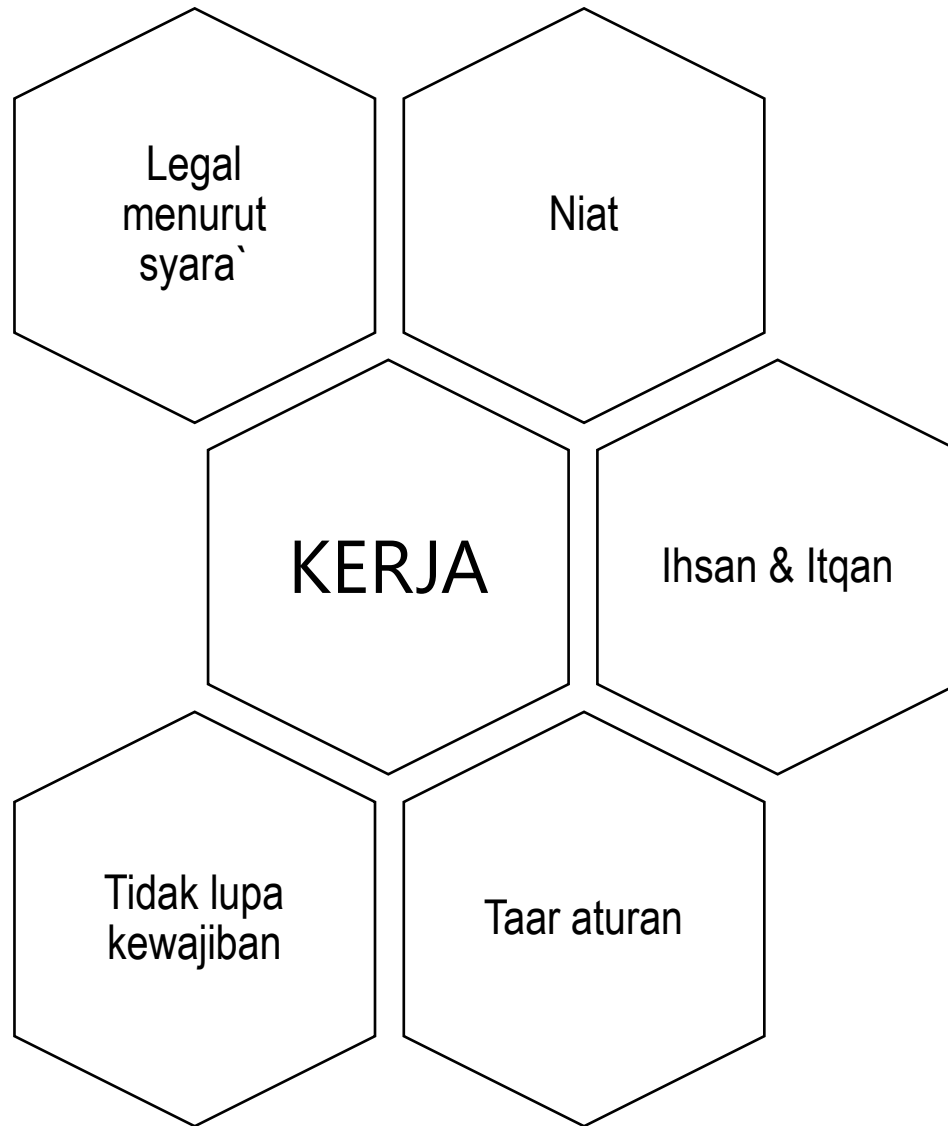 Legal
menurut
syara`
Niat
KERJA
Ihsan & Itqan
Tidak lupa
kewajiban
Taar aturan